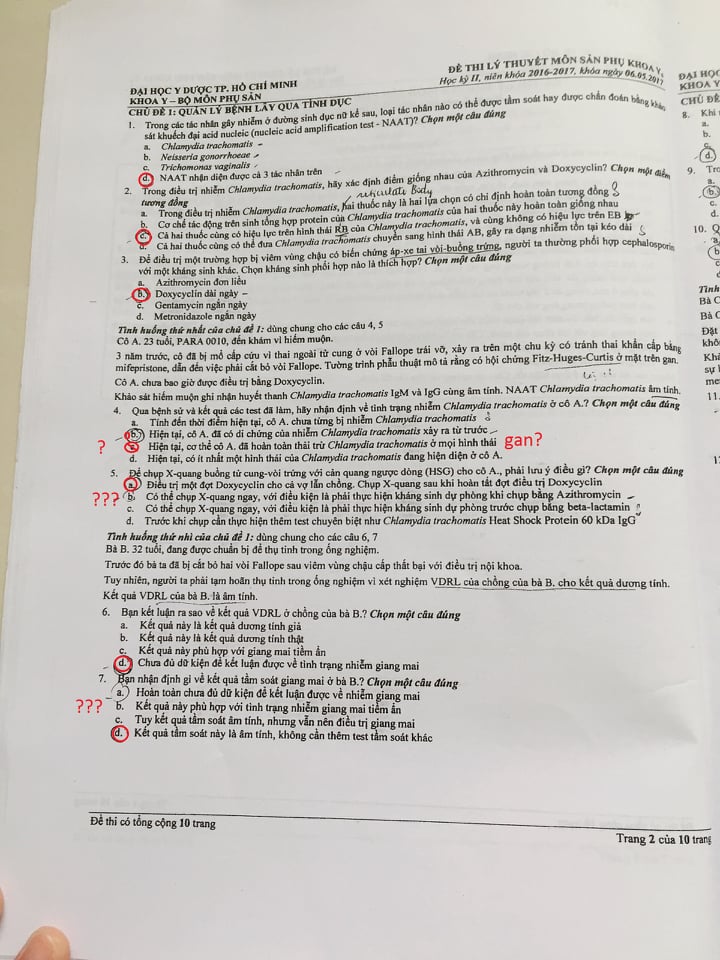 ĐẠI HỌC Y DƯỢC TP. HỒ CHÍ MINH
KHOA Y – BỘ MÔN PHỤ SẢN
ĐỀ THI LÝ THUYẾT MÔN SẢN PHỤ KHOA Y,
Học kỳ II, niên khóa 2016-2017, khóa ngày 06.05.2017
CHỦ ĐỀ 1: QUẢN LÝ BỆNH LÂY QUA TÌNH DỤC
1. Trong các tác nhân gây nhiễm ở đường sinh dục nữ kể sau, loại tác nhân nào có thể được tầm soát hay được chẩn đoán bằng khảo
sát khuếch đại acid nucleic (nucleic acid amplification test - NAAT)? Chọn một câu đúng
a. Chlamydia trachomatis
b. Neisseria gonorrhoeae
c. Trichomonas vaginalis
d. NAAT nhận diện được cả 3 tác nhân trên
2. Trong điều trị nhiễm Chlamydia trachomatis, hãy xác định điểm giống nhau của Azithromycin và Doxycyclin? Chọn một điểm
tương đồng
reticulate Body
a. Trong điều trị nhiễm Chlamydia trachomatis, hai thuốc này là hai lựa chọn có chỉ định hoàn toàn tương đồng
b. Cơ chế tác động trên sinh tổng hợp protein của Chlamydia trachomatis của hai thuốc này hoàn toàn giống nhau
c. Cả hai thuốc cùng có hiệu lực trên hình thái RB của Chlamydia trachomatis, và cùng không có hiệu lực trên EB
d. Cả hai thuốc cùng có thể đưa Chlamydia trachomatis chuyển sang hình thái AB, gây ra dạng nhiễm tồn tại kéo dài S
3. Để điều trị một trường hợp bị viêm vùng chậu có biến chứng áp-xe tai vòi-buồng trứng, người ta thường phối hợp cephalosporin
với một kháng sinh khác. Chọn kháng sinh phối hợp nào là thích hợp? Chọn một câu đúng
a. Azithromycin đơn liều
b. Doxycyclin dài ngày
c. Gentamycin ngắn ngày
d. Metronidazole ngắn ngày
Tình huống thứ nhất của chủ đề 1: dùng chung cho các câu 4, 5
Cô A. 23 tuổi, PARA 0010, đến khám vì hiếm muộn.
3 năm trước, cô đã bị mổ cấp cứu vì thai ngoài tử cung ở vòi Fallope trái vỡ, xảy ra trên một chu kỳ có tránh thai khẩn cấp bằng
mifepristone, dẫn đến việc phải cắt bỏ vòi Fallope. Tường trình phẫu thuật mô tả rằng có hội chứng Fitz-Huges-Curtis ở mặt trên gan.
Cô A. chưa bao giờ được điều trị bằng Doxycyclin.
Khảo sát hiếm muộn ghi nhận huyết thanh Chlamydia trachomatis IgM và IgG cùng âm tính. NAAT Chlamydia trachomatis âm tính.
4. Qua bệnh sử và kết quả các test đã làm, hãy nhận định về tình trạng nhiễm Chlamydia trachomatis ở cô A.? Chọn một câu đúng
a. Tính đến thời điểm hiện tại, cô A. chưa từng bị nhiễm Chlamydia trachomatis
b. Hiện tại, cô A. đã có di chứng của nhiễm Chlamydia trachomatis xảy ra từ trước
? c. Hiện tại, cơ thể cô A. đã hoàn toàn thải trừ Chlamydia trachomatis ở mọi hình thái gan?
d. Hiện tại, có ít nhất một hình thái của Chlamydia trachomatis đang hiện diện ở cô A.
5. Để chụp X-quang buồng tử cung-vòi trứng với cản quang ngược dòng (HSG) cho cô A., phải lưu ý điều gì? Chọn một câu đúng
a. Điều trị một đợt Doxycyclin cho cả vợ lẫn chồng. Chụp X-quang sau khi hoàn tất đợt điều trị Doxycyclin
??? b. Có thể chụp X-quang ngay, với điều kiện là phải thực hiện kháng sinh dự phòng khi chụp bằng Azithromycin
c. Có thể chụp X-quang ngay, với điều kiện là phải thực hiện kháng sinh dự phòng trước chụp bằng beta-lactamin
d. Trước khi chụp cần thực hiện thêm test chuyên biệt như Chlamydia trachomatis Heat Shock Protein 60 kDa IgG
Tình huống thứ nhì của chủ đề 1: dùng chung cho các câu 6, 7
Bà B. 32 tuổi, đang được chuẩn bị để thụ tinh trong ống nghiệm.
Trước đó bà ta đã bị cắt bỏ hai vòi Fallope sau viêm vùng chậu cấp thất bại với điều trị nội khoa.
Tuy nhiên, người ta phải tạm hoãn thụ tinh trong ống nghiệm vì xét nghiệm VDRL của chồng của bà B. cho kết quả dương tính.
Kết quả VDRL của bà B. là âm tính.
6. Bạn kết luận ra sao về kết quả VDRL ở chồng của bà B.? Chọn một câu đúng
a. Kết quả này là kết quả dương tính giả
b. Kết quả này là kết quả dương tính thật
c. Kết quả này phù hợp với giang mai tiềm ẩn
d. Chưa đủ dữ kiện để kết luận được về tình trạng nhiễm giang mai
7. Bạn nhận định gì về kết quả tầm soát giang mai ở bà B.? Chọn một câu đúng
a. Hoàn toàn chưa đủ dữ kiện để kết luận được về nhiễm giang mai
??? b. Kết quả này phù hợp với tình trạng nhiễm giang mai tiềm ẩn
c. Tuy kết quả tầm soát âm tính, nhưng vẫn nên điều trị giang mai
d. Kết quả tầm soát này là âm tính, không cần thêm test tầm soát khác
Đề thi có tổng cộng 10 trang
Trang 2 của 10 trang
ĐẠI HỌC
KHOA Y
CHỦ ĐỀ
8. Khi
a.
b.
c.
d.
9.
a.
b.
c.
d.
10. Q
a.
b.
c.
d.
Tình
Bà C
Bà C
Đặt
khô
Khả
sự
me
11.